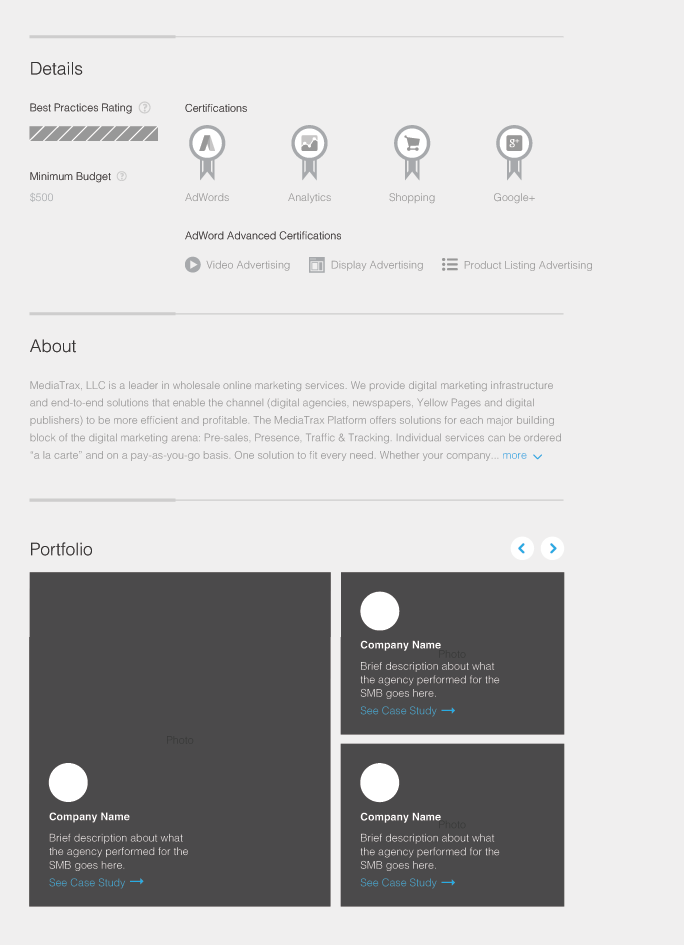 Details
Best Practices Rating ?
Minimum Budget ?
$500
Certifications
AdWords
Analytics
Shopping
g+
Google+
AdWord Advanced Certifications
Video Advertising
Display Advertising
Product Listing Advertising
About
MediaTrax, LLC is a leader in wholesale online marketing services. We provide digital marketing infrastructure
and end-to-end solutions that enable the channel (digital agencies, newspapers, Yellow Pages and digital
publishers) to be more efficient and profitable. The MediaTrax Platform offers solutions for each major building
block of the digital marketing arena: Pre-sales, Presence, Traffic & Tracking. Individual services can be ordered
“a la carte” and on a pay-as-you-go basis. One solution to fit every need. Whether your company... more
Portfolio
Photo
Company Name
Brief description about what
the agency performed for the
SMB goes here.
See Case Study
Photo
Company Name
Brief description about what
the agency performed for the
SMB goes here.
See Case Study
Photo
Company Name
Brief description about what
the agency performed for the
SMB goes here.
See Case Study